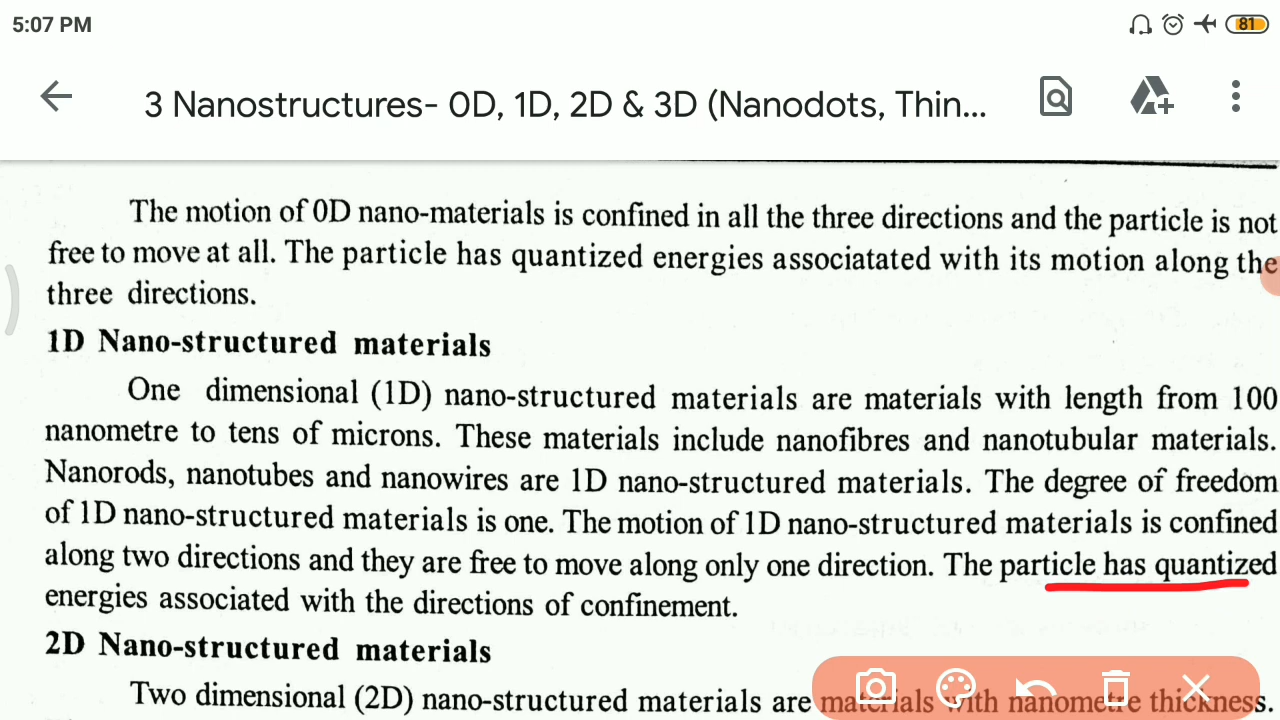 5:07 PM
81
3 Nanostructures- 0D, 1D, 2D & 3D (Nanodots, Thin...
The motion of 0D nano-materials is confined in all the three directions and the particle is not
free to move at all. The particle has quantized energies associatated with its motion along the
three directions.
1D Nano-structured materials
One dimensional (1D) nano-structured materials are materials with length from 100
nanometre to tens of microns. These materials include nanofibres and nanotubular materials.
Nanorods, nanotubes and nanowires are 1D nano-structured materials. The degree of freedom
of 1D nano-structured materials is one. The motion of 1D nano-structured materials is confined
along two directions and they are free to move along only one direction. The particle has quantized
energies associated with the directions of confinement.
2D Nano-structured materials
Two dimensional (2D) nano-structured materials are materials with nanometre thickness.